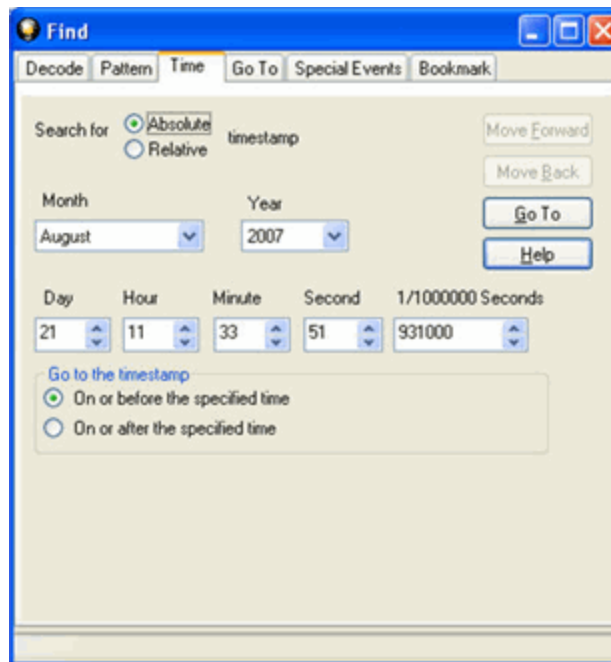 Find
Decode Pattern Time Go To Special Events Bookmark
Search for Absolute timestamp Move Forward
Relative
Move Back
Month Year Go To
August 2007
Help
Day Hour Minute Second 1/1000000 Seconds
21 11 33 51 931000
Go to the timestamp
On or before the specified time
On or after the specified time